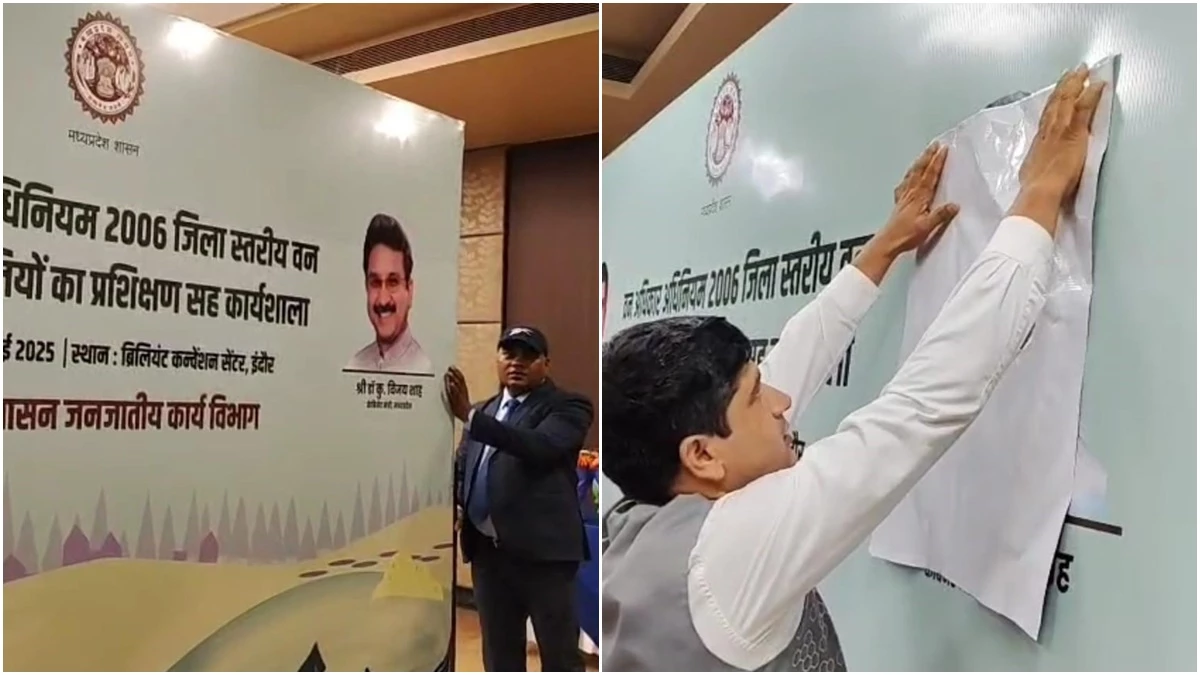 मध्यप्रदेश शासन
धिनियम 2006 जिला स्तरीय वन
यों का प्रशिक्षण सह कार्यशाला
ई 2025 | स्थान : ब्रिलियंट कन्वेंशन सेंटर, इंदौर
ासन जनजातीय कार्य विभाग
श्री डॉ कु. विजय शाह
मध्यप्रदेश शासन
वन अधिकार अधिनियम 2006 जिला स्तरीय वन